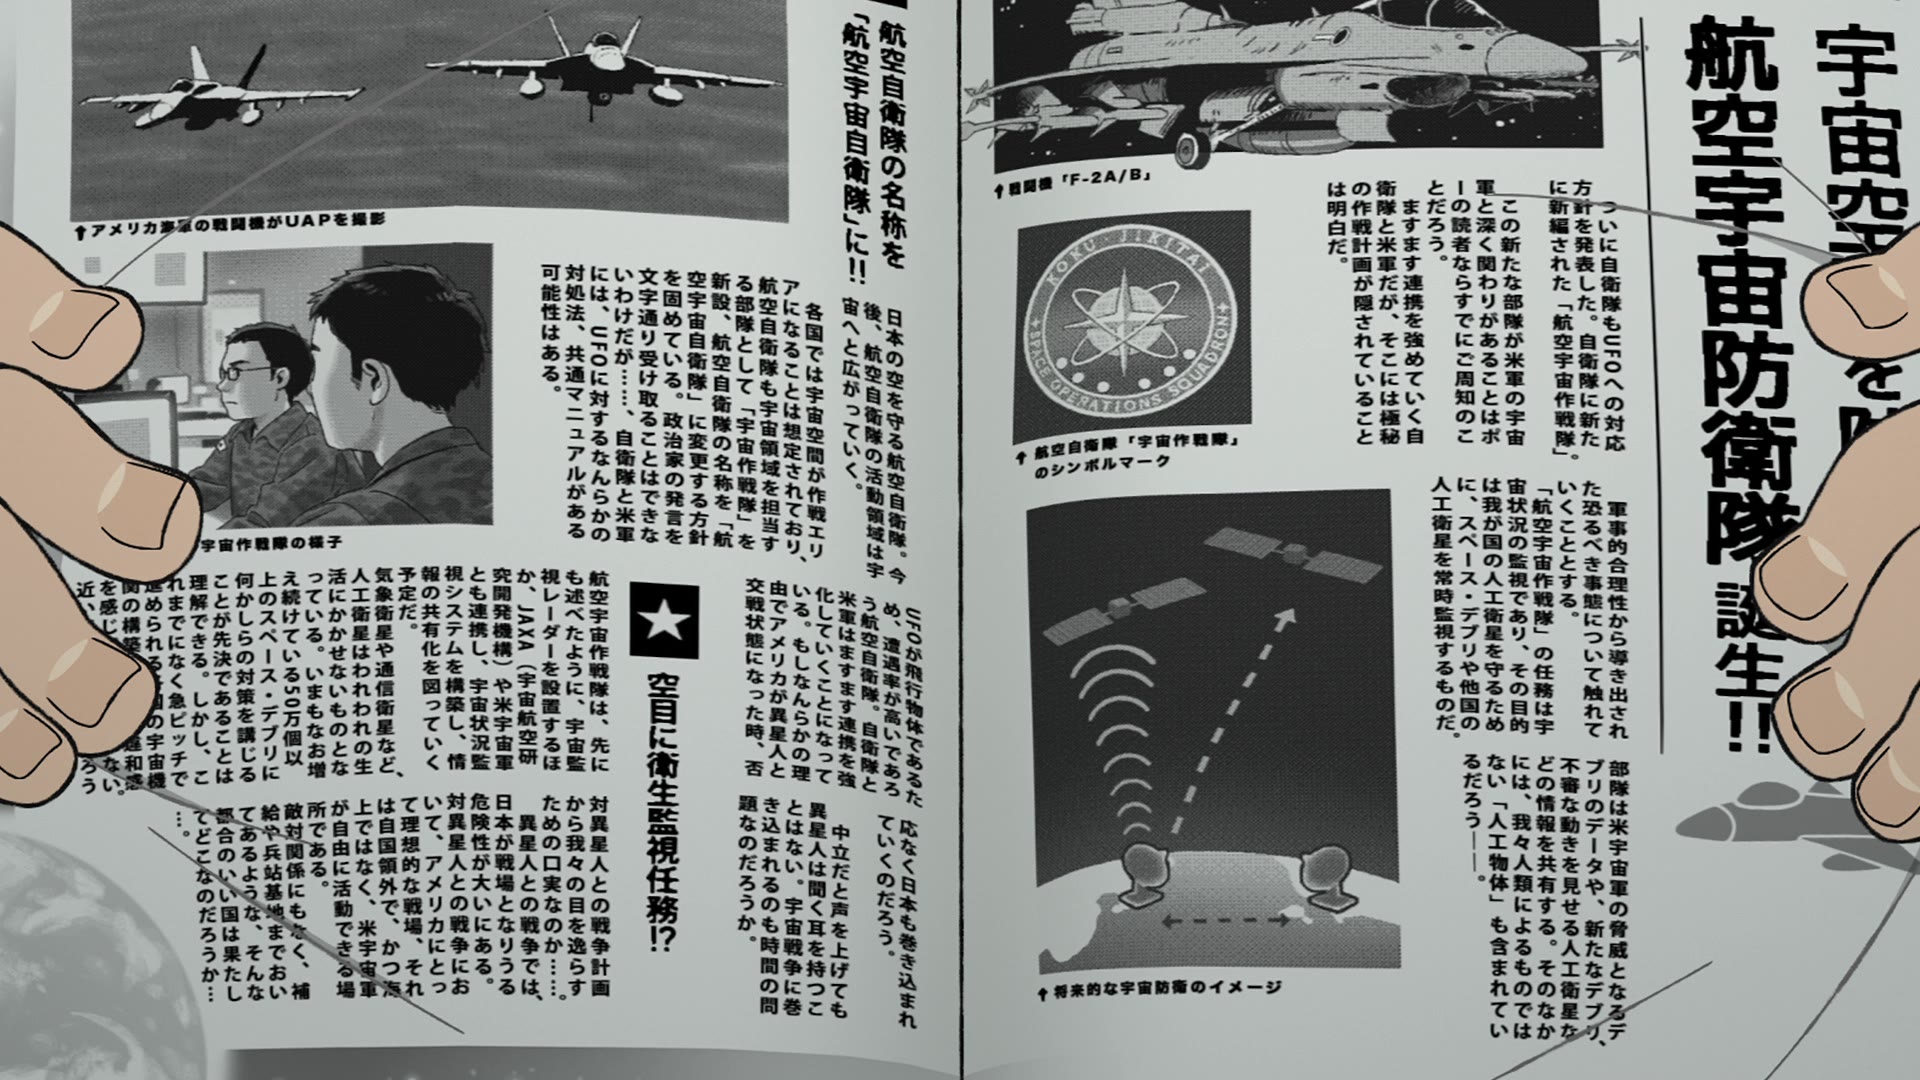 航空宇宙防衛隊誕生!!
ついに自衛隊もUFOへの対応
方針を発表した。自衛隊に新た
に新編された「航空宇宙作戦隊」。
この新たな部隊が米軍の宇宙
軍と深く関わりがあることはポ
ーの読者ならすでにご周知のこ
とだろう。
ますます連携を強めていく自
衛隊と米軍だが、そこには極秘
の作戦計画が隠されていること
は明白だ。
↑戦闘機「F-2A/B」
KOKU JIEITAI
SPACE OPERATIONS SQUADRON
↑航空自衛隊「宇宙作戦隊」
のシンボルマーク
軍事的合理性から導き出され
た恐るべき事態について触れて
いくこととする。
「航空宇宙作戦隊」の任務は宇
宙状況の監視であり、その目的
は我が国の人工衛星を守るため
に、スペース・デブリや他国の
人工衛星を常時監視するものだ。
部隊は米宇宙軍の脅威となるデ
ブリのデータや、新たなデブリ、
不審な動きを見せる人工衛星な
どの情報を共有する。そのなか
には、我々人類によるものでは
ない「人工物体」も含まれてい
るだろう──。
↑将来的な宇宙防衛のイメージ
航空自衛隊の名称を
「航空宇宙自衛隊」に!!
↑アメリカ海軍の戦闘機がUAPを撮影
日本の空を守る航空自衛隊。今
後、航空自衛隊の活動領域は宇
宙へと広がっていく。
各国では宇宙空間が作戦エリ
アになることは想定されており、
航空自衛隊も宇宙領域を担当す
る部隊として「宇宙作戦隊」を
新設、航空自衛隊の名称を「航
空宇宙自衛隊」に変更する方針
を固めている。政治家の発言を
文字通り受け取ることはできな
いわけだが……、自衛隊と米軍
には、UFOに対するなんらかの
対処法、共通マニュアルがある
可能性はある。
宇宙作戦隊の様子
UFOが飛行物体であるた
め、遭遇率が高いであろ
う航空自衛隊。自衛隊と
米軍はますます連携を強
化していくことになって
いる。もしなんらかの理
由でアメリカが異星人と
交戦状態になった時、否
応なく日本も巻き込まれ
ていくのだろう。
中立だと声を上げても
異星人は聞く耳を持つこ
とはない。宇宙戦争に巻
き込まれるのも時間の問
題なのだろうか。
★
空目に衛生監視任務!?
航空宇宙作戦隊は、先に
も述べたように、宇宙監
視レーダーを設置するほ
か、JAXA（宇宙航空研
究開発機構）や米宇宙軍
とも連携し、宇宙状況監
視システムを構築し、情
報の共有化を図っていく
予定だ。
気象衛星や通信衛星など、
人工衛星はわれわれの生
活にかかせないものとな
っている。いまもなお増
え続けている50万個以
上のスペース・デブリに
何かしらの対策を講じる
ことが先決であることは
理解できる。しかし、こ
れまでになく急ピッチで
対異星人との戦争計画
から我々の目を逸らす
ための口実なのか……。
異星人との戦争では、
日本が戦場となりうる
危険性が大いにある。
対異星人との戦争にお
いて、アメリカにとっ
て理想的な戦場、それ
は自国領外で、かつ海
上ではなく、米宇宙軍
が自由に活動できる場
所である。
敵対関係にもなく、補
給や兵站基地までおい
てあるような、そんな
都合のいい国は果たし
てどこなのだろうか…
…。